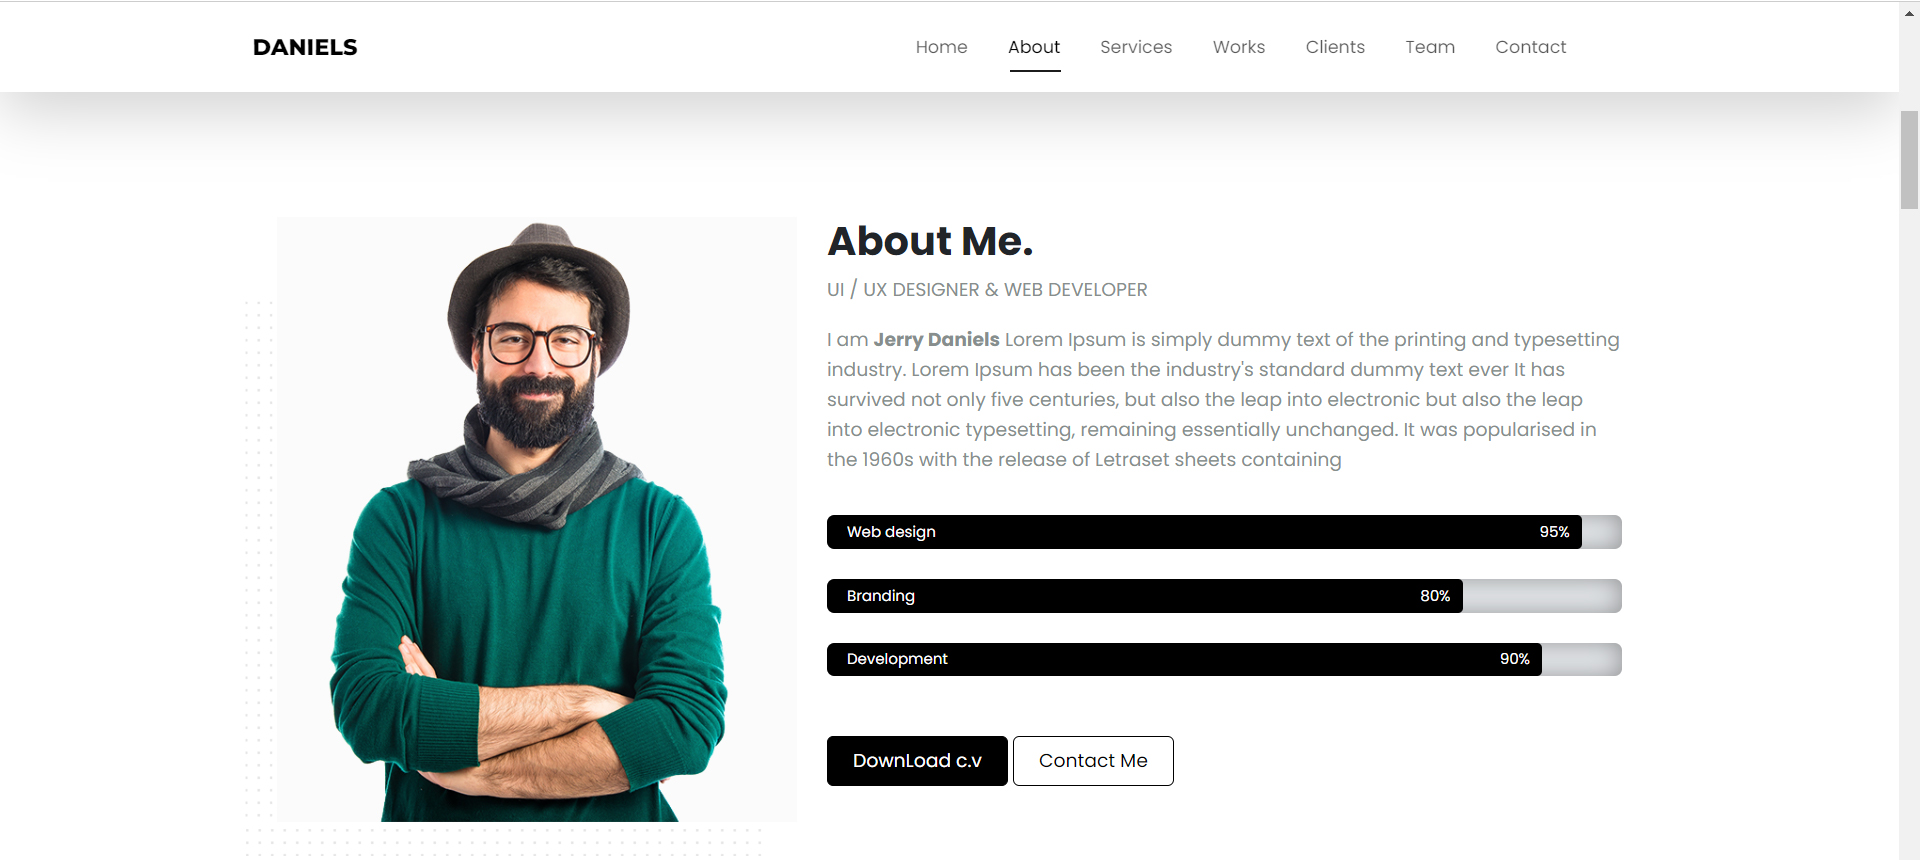 DANIELS
Home About Services Works Clients Team Contact
About Me.
UI / UX DESIGNER & WEB DEVELOPER
I am Jerry Daniels Lorem Ipsum is simply dummy text of the printing and typesetting
industry. Lorem Ipsum has been the industry's standard dummy text ever It has
survived not only five centuries, but also the leap into electronic but also the leap
into electronic typesetting, remaining essentially unchanged. It was popularised in
the 1960s with the release of Letraset sheets containing
Web design 95%
Branding 80%
Development 90%
DownLoad c.v Contact Me